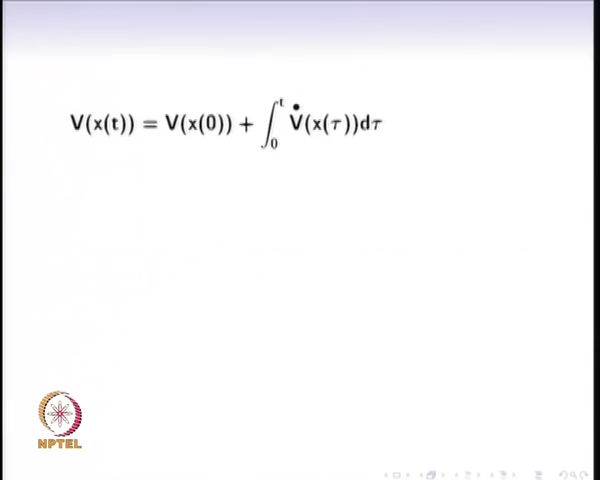 V(x(t)) = V(x(0)) + ∫₀ᵗ V̇(x(τ))dτ
NPTEL